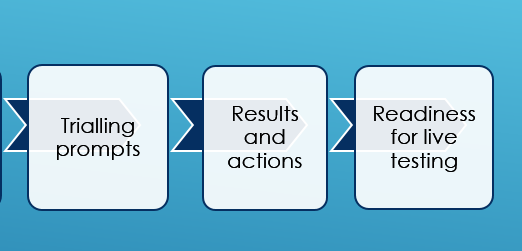 Trialling
prompts
Results
and
actions
Readiness
for live
testing